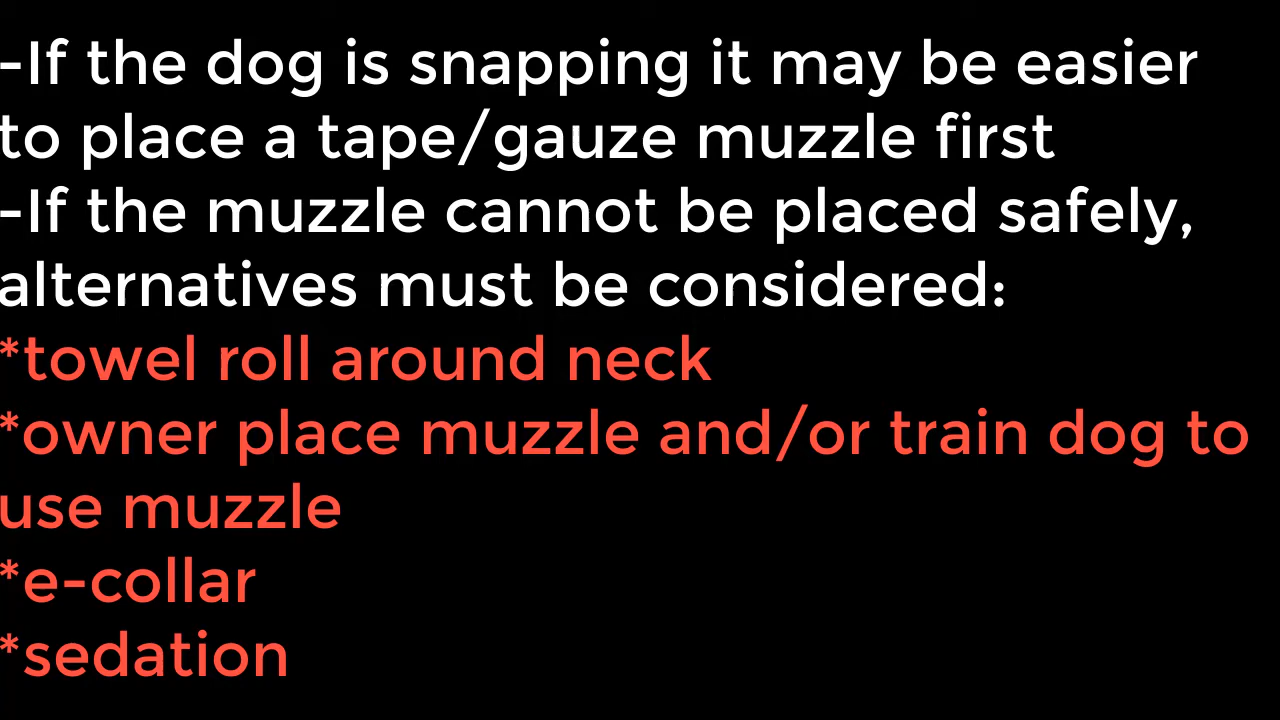 -If the dog is snapping it may be easier
to place a tape/gauze muzzle first
-If the muzzle cannot be placed safely,
alternatives must be considered:
*towel roll around neck
*owner place muzzle and/or train dog to
use muzzle
*e-collar
*sedation